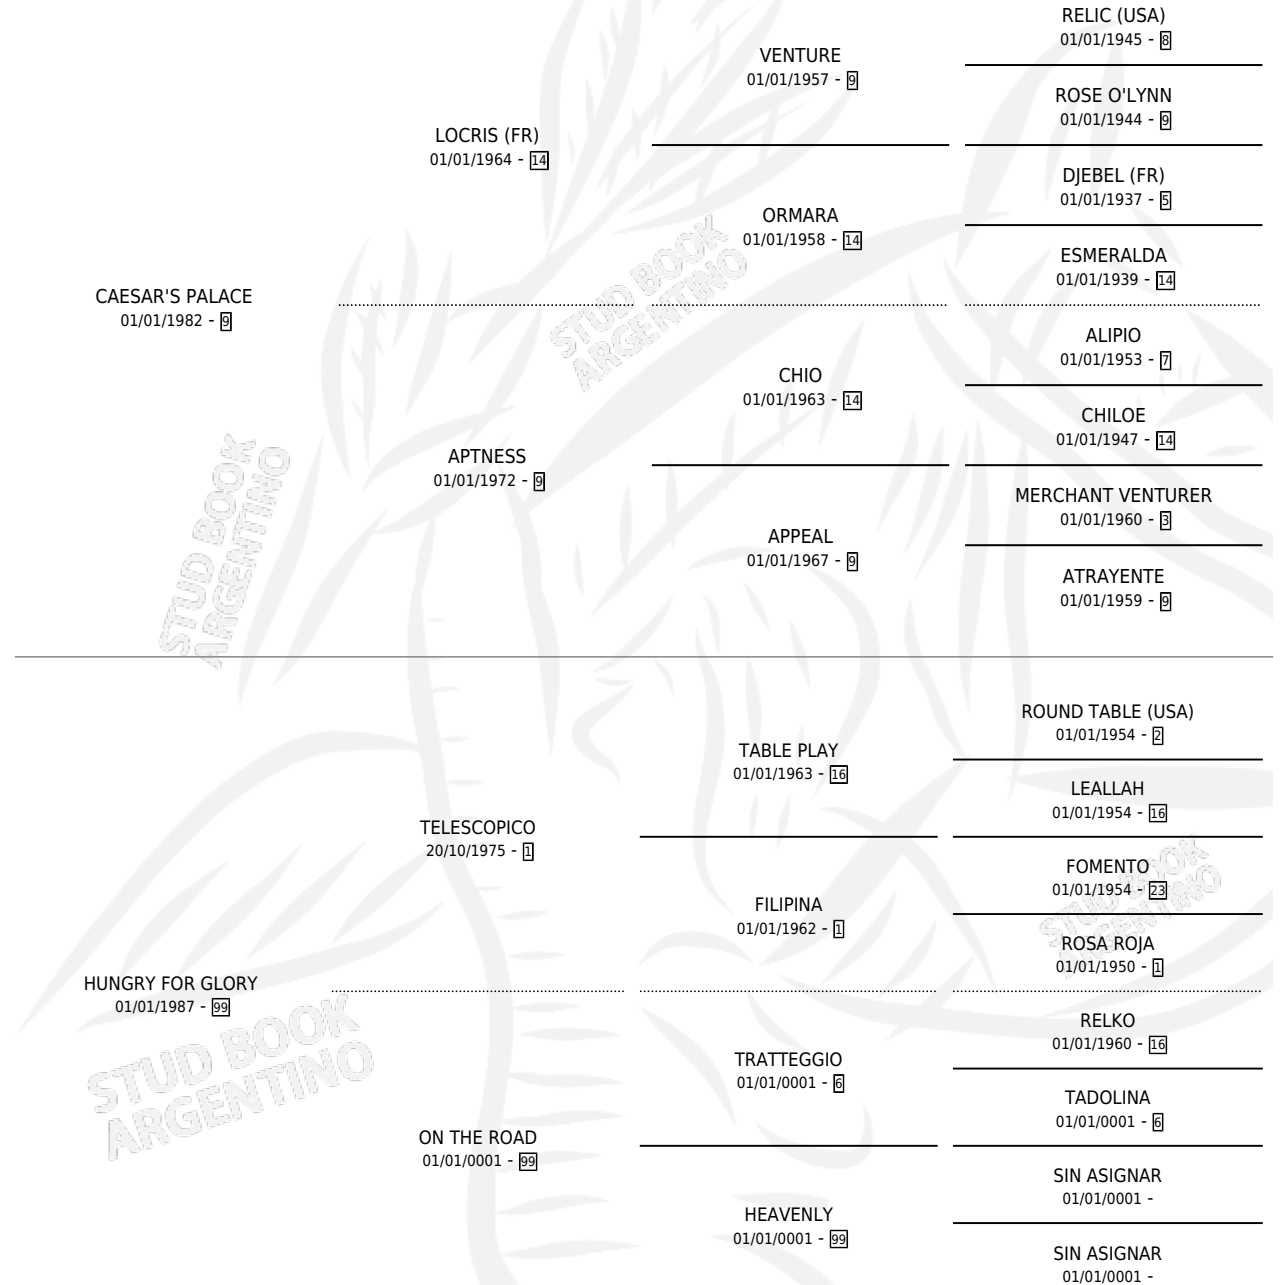 RELIC (USA)
01/01/1945 - 8
VENTURE
01/01/1957 - 9
ROSE O'LYNN
01/01/1944 - 9
LOCRIS (FR)
01/01/1964 - 14
DJEBEL (FR)
01/01/1937 - 5
ORMARA
01/01/1958 - 14
ESMERALDA
01/01/1939 - 14
CAESAR'S PALACE
01/01/1982 - 9
STUD BOOK
ARGENTINO
ALIPIO
01/01/1953 - 7
CHIO
01/01/1963 - 14
CHILOE
01/01/1947 - 14
APTNESS
01/01/1972 - 9
MERCHANT VENTURER
01/01/1960 - 3
APPEAL
01/01/1967 - 9
ATRAYENTE
01/01/1959 - 9
STUD BOOK
ARGENTINO
ROUND TABLE (USA)
01/01/1954 - 2
TABLE PLAY
01/01/1963 - 16
LEALLAH
01/01/1954 - 16
TELESCOPICO
20/10/1975 - 1
FOMENTO
01/01/1954 - 23
FILIPINA
01/01/1962 - 1
STUD BOOK
ARGENTINO
ROSA ROJA
01/01/1950 - 1
HUNGRY FOR GLORY
01/01/1987 - 99
RELKO
01/01/1960 - 16
TRATTEGGIO
01/01/0001 - 6
STUD BOOK
ARGENTINO
TADOLINA
01/01/0001 - 6
ON THE ROAD
01/01/0001 - 99
SIN ASIGNAR
01/01/0001 -
HEAVENLY
01/01/0001 - 99
SIN ASIGNAR
01/01/0001 -